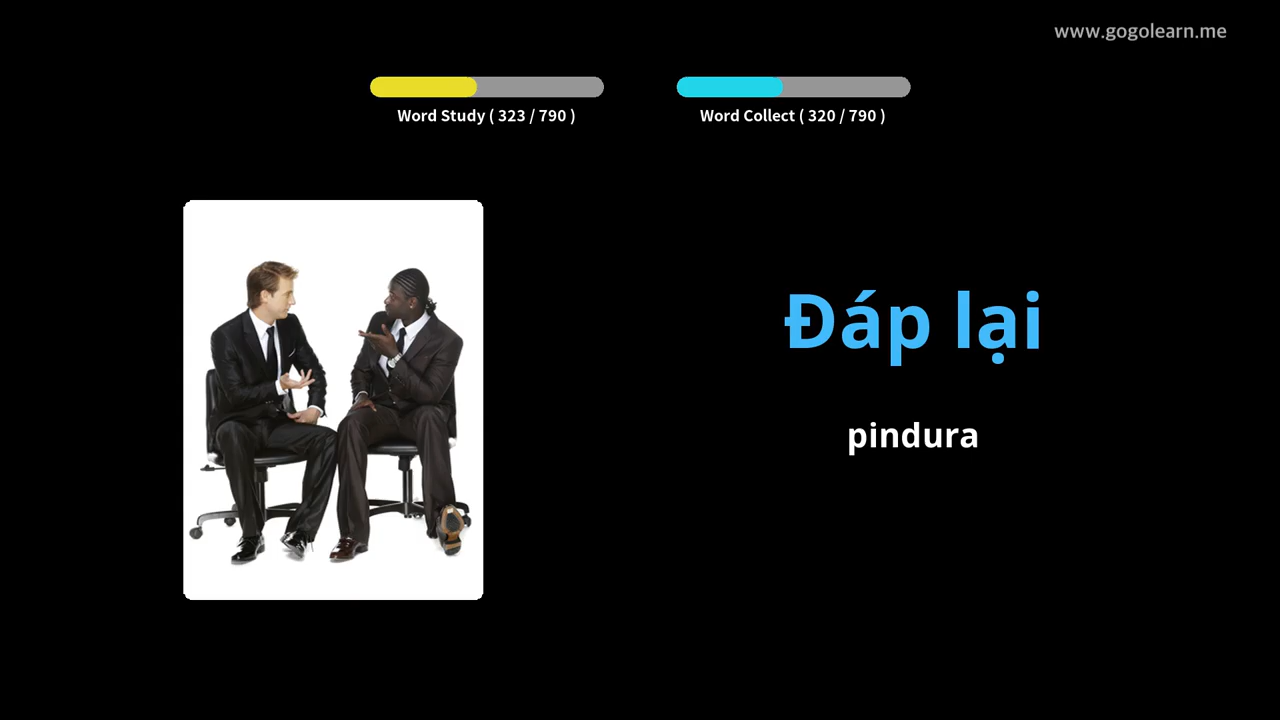 www.gogolearn.me
Word Study ( 323 / 790 )
Word Collect ( 320 / 790 )
Đáp lại
pindura